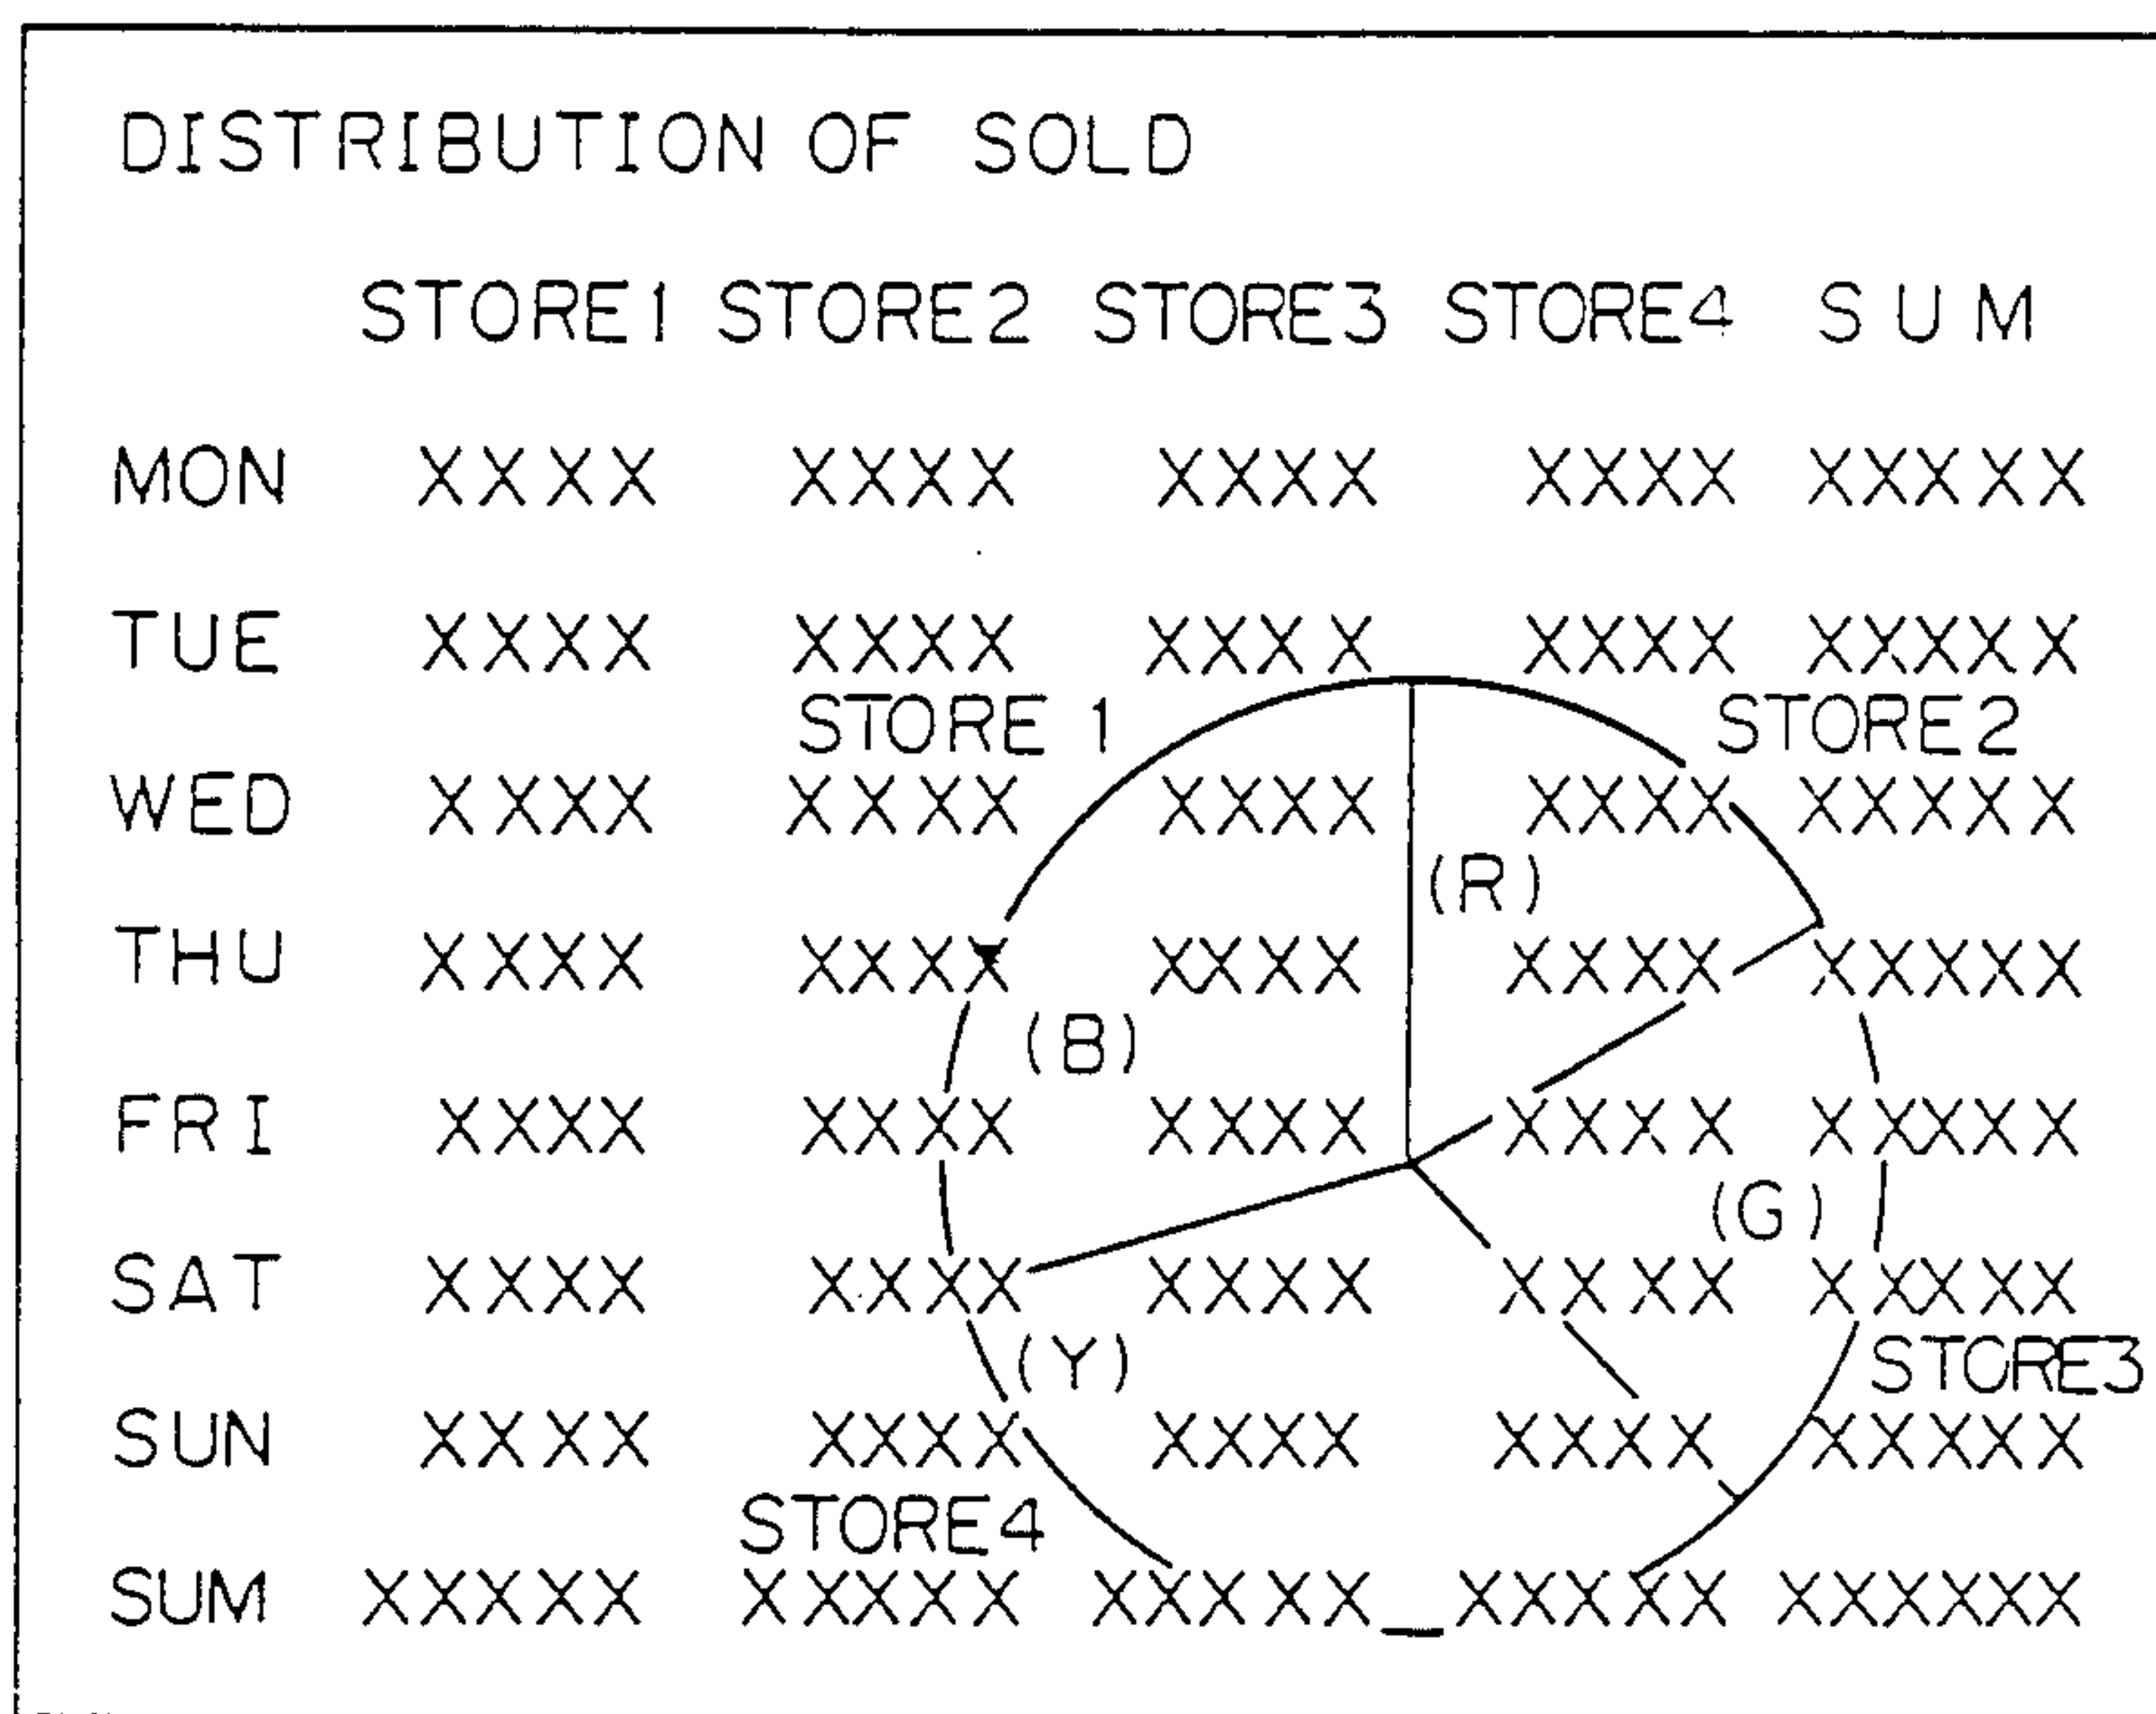 DISTRIBUTION OF SOLD
STORE1 STORE2 STORE3 STORE4 SUM
MON XXXX XXXX XXXX XXXX XXXXX
TUE XXXX XXXX XXXX XXXX XXXXX
STORE 1 STORE2
WED XXXX XXXX XXXX XXXX XXXXX
(R)
THU XXXX XXXX XXXX XXXX XXXXX
(B)
FRI XXXX XXXX XXXX XXXX XXXXX
(G)
SAT XXXX XXXX XXXX XXXX XXXXX
(Y) STORE3
SUN XXXX XXXX XXXX XXXX XXXXX
STORE4
SUM XXXXX XXXXX XXXXX_XXXXX XXXXXX